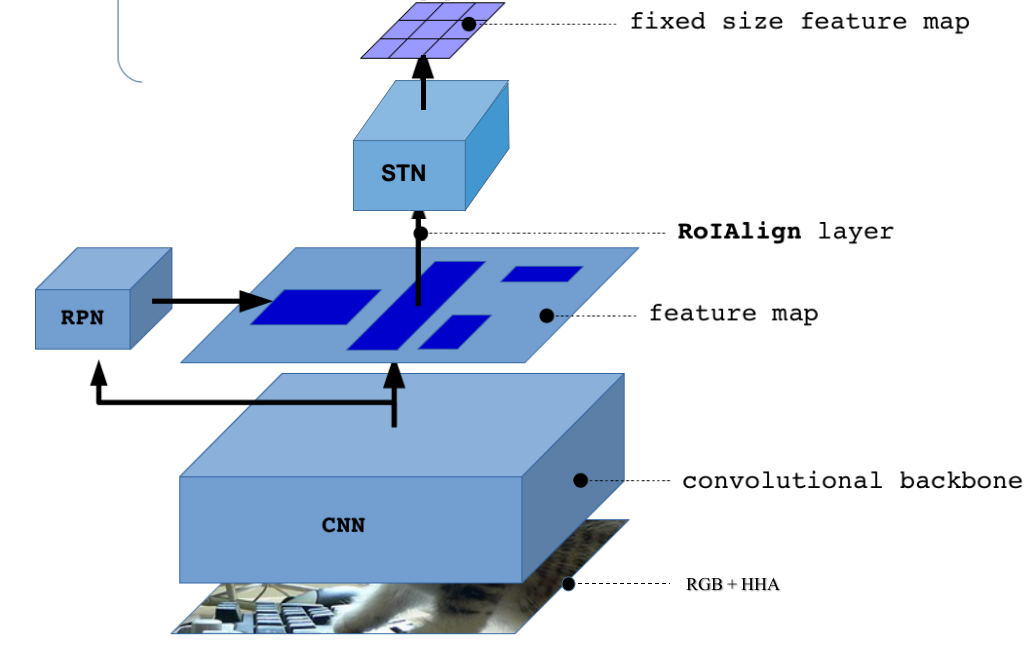 fixed size feature map
STN
RoIAlign layer
RPN
feature map
convolutional backbone
CNN
RGB + HHA